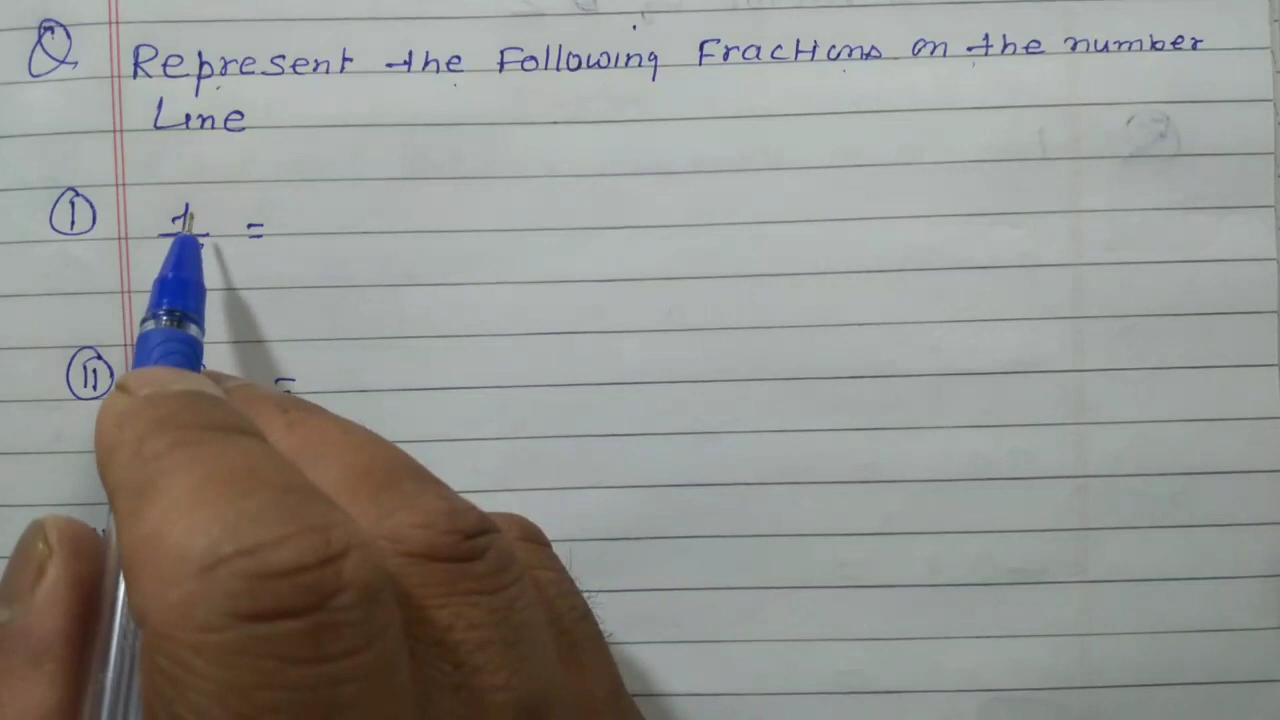 Q Represent the Following Fractions on the number
Line
I 1 =
II =